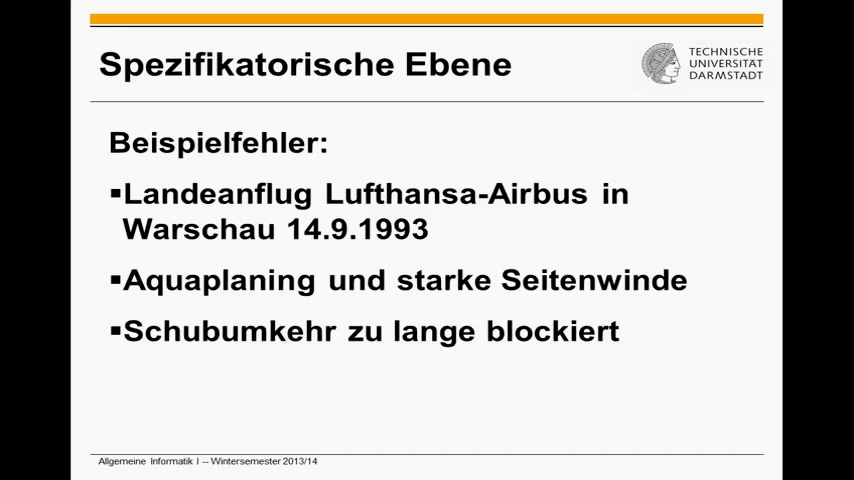 Spezifikatorische Ebene
TECHNISCHE
UNIVERSITÄT
DARMSTADT
Beispielfehler:
▪Landeanflug Lufthansa-Airbus in
Warschau 14.9.1993
▪Aquaplaning und starke Seitenwinde
▪Schubumkehr zu lange blockiert
Allgemeine Informatik I -- Wintersemester 2013/14